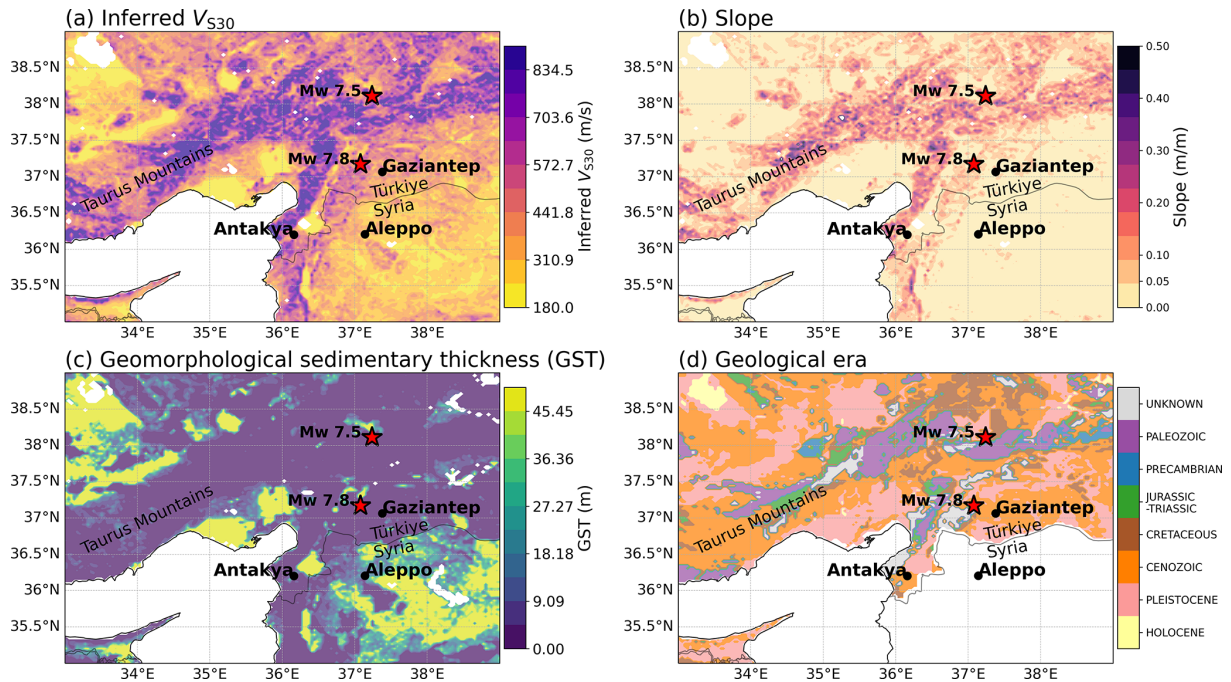 (a) Inferred VS30
38.5°N
38°N
37.5°N
37°N
36.5°N
36°N
35.5°N
34°E
35°E
36°E
37°E
38°E
Mw 7.5
Mw 7.8
Gaziantep
Taurus Mountains
Türkiye
Syria
Antakya
Aleppo
834.5
703.6
572.7
441.8
310.9
180.0
Inferred VS30 (m/s)
(b) Slope
38.5°N
38°N
37.5°N
37°N
36.5°N
36°N
35.5°N
34°E
35°E
36°E
37°E
38°E
Mw 7.5
Mw 7.8
Gaziantep
Taurus Mountains
Türkiye
Syria
Antakya
Aleppo
0.50
0.40
0.30
0.20
0.10
0.05
0.00
Slope (m/m)
(c) Geomorphological sedimentary thickness (GST)
38.5°N
38°N
37.5°N
37°N
36.5°N
36°N
35.5°N
34°E
35°E
36°E
37°E
38°E
Mw 7.5
Mw 7.8
Gaziantep
Taurus Mountains
Türkiye
Syria
Antakya
Aleppo
45.45
36.36
27.27
18.18
9.09
0.00
GST (m)
(d) Geological era
38.5°N
38°N
37.5°N
37°N
36.5°N
36°N
35.5°N
34°E
35°E
36°E
37°E
38°E
Mw 7.5
Mw 7.8
Gaziantep
Taurus Mountains
Türkiye
Syria
Antakya
Aleppo
UNKNOWN
PALEOZOIC
PRECAMBRIAN
JURASSIC
-TRIASSIC
CRETACEOUS
CENOZOIC
PLEISTOCENE
HOLOCENE